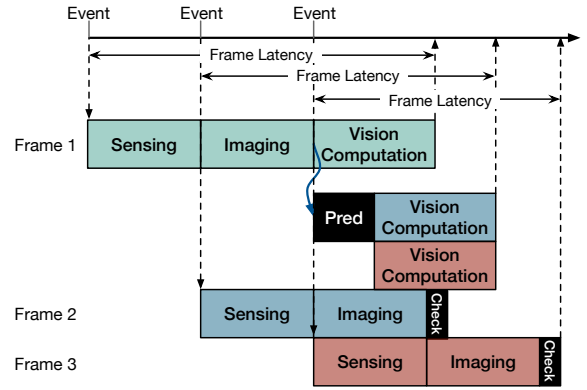 Event Event Event
Frame Latency
Frame Latency
Frame Latency
Frame 1 Sensing Imaging Vision
Computation
Pred Vision
Computation
Vision
Computation
Frame 2 Sensing Imaging Check
Frame 3 Sensing Imaging Check